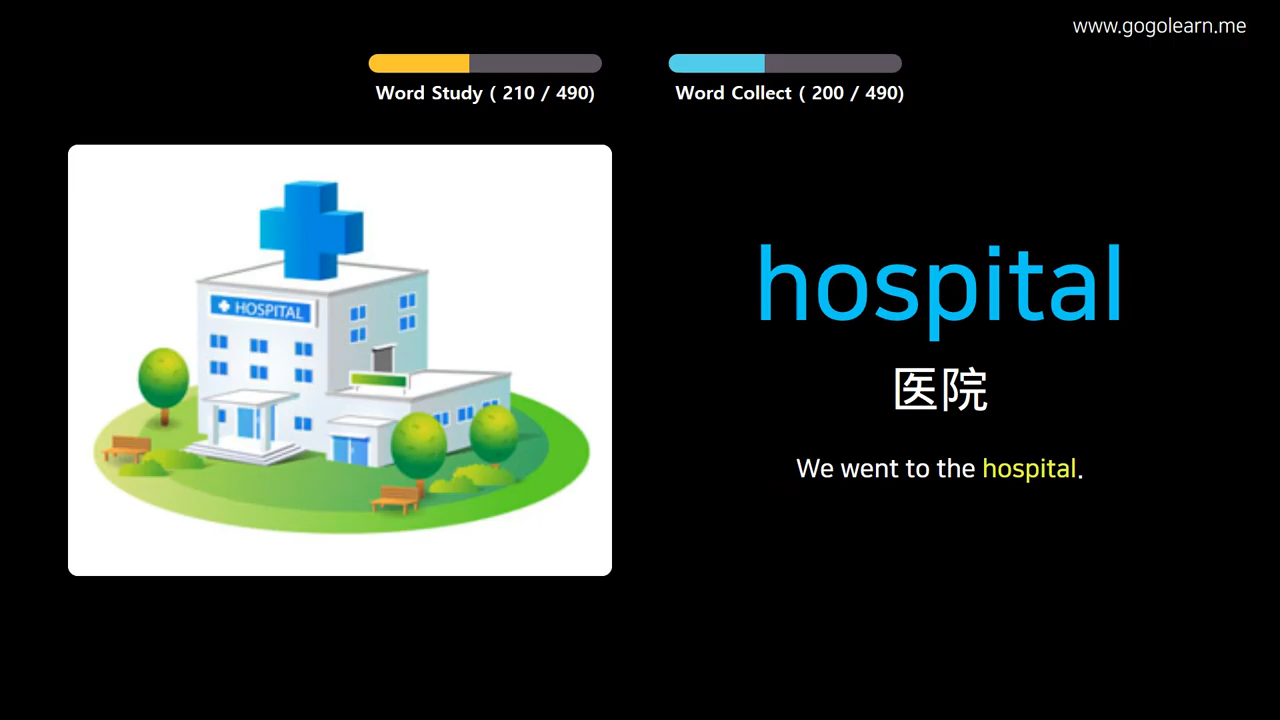 www.gogolearn.me
Word Study ( 210 / 490)
Word Collect ( 200 / 490)
HOSPITAL
hospital
医院
We went to the hospital.